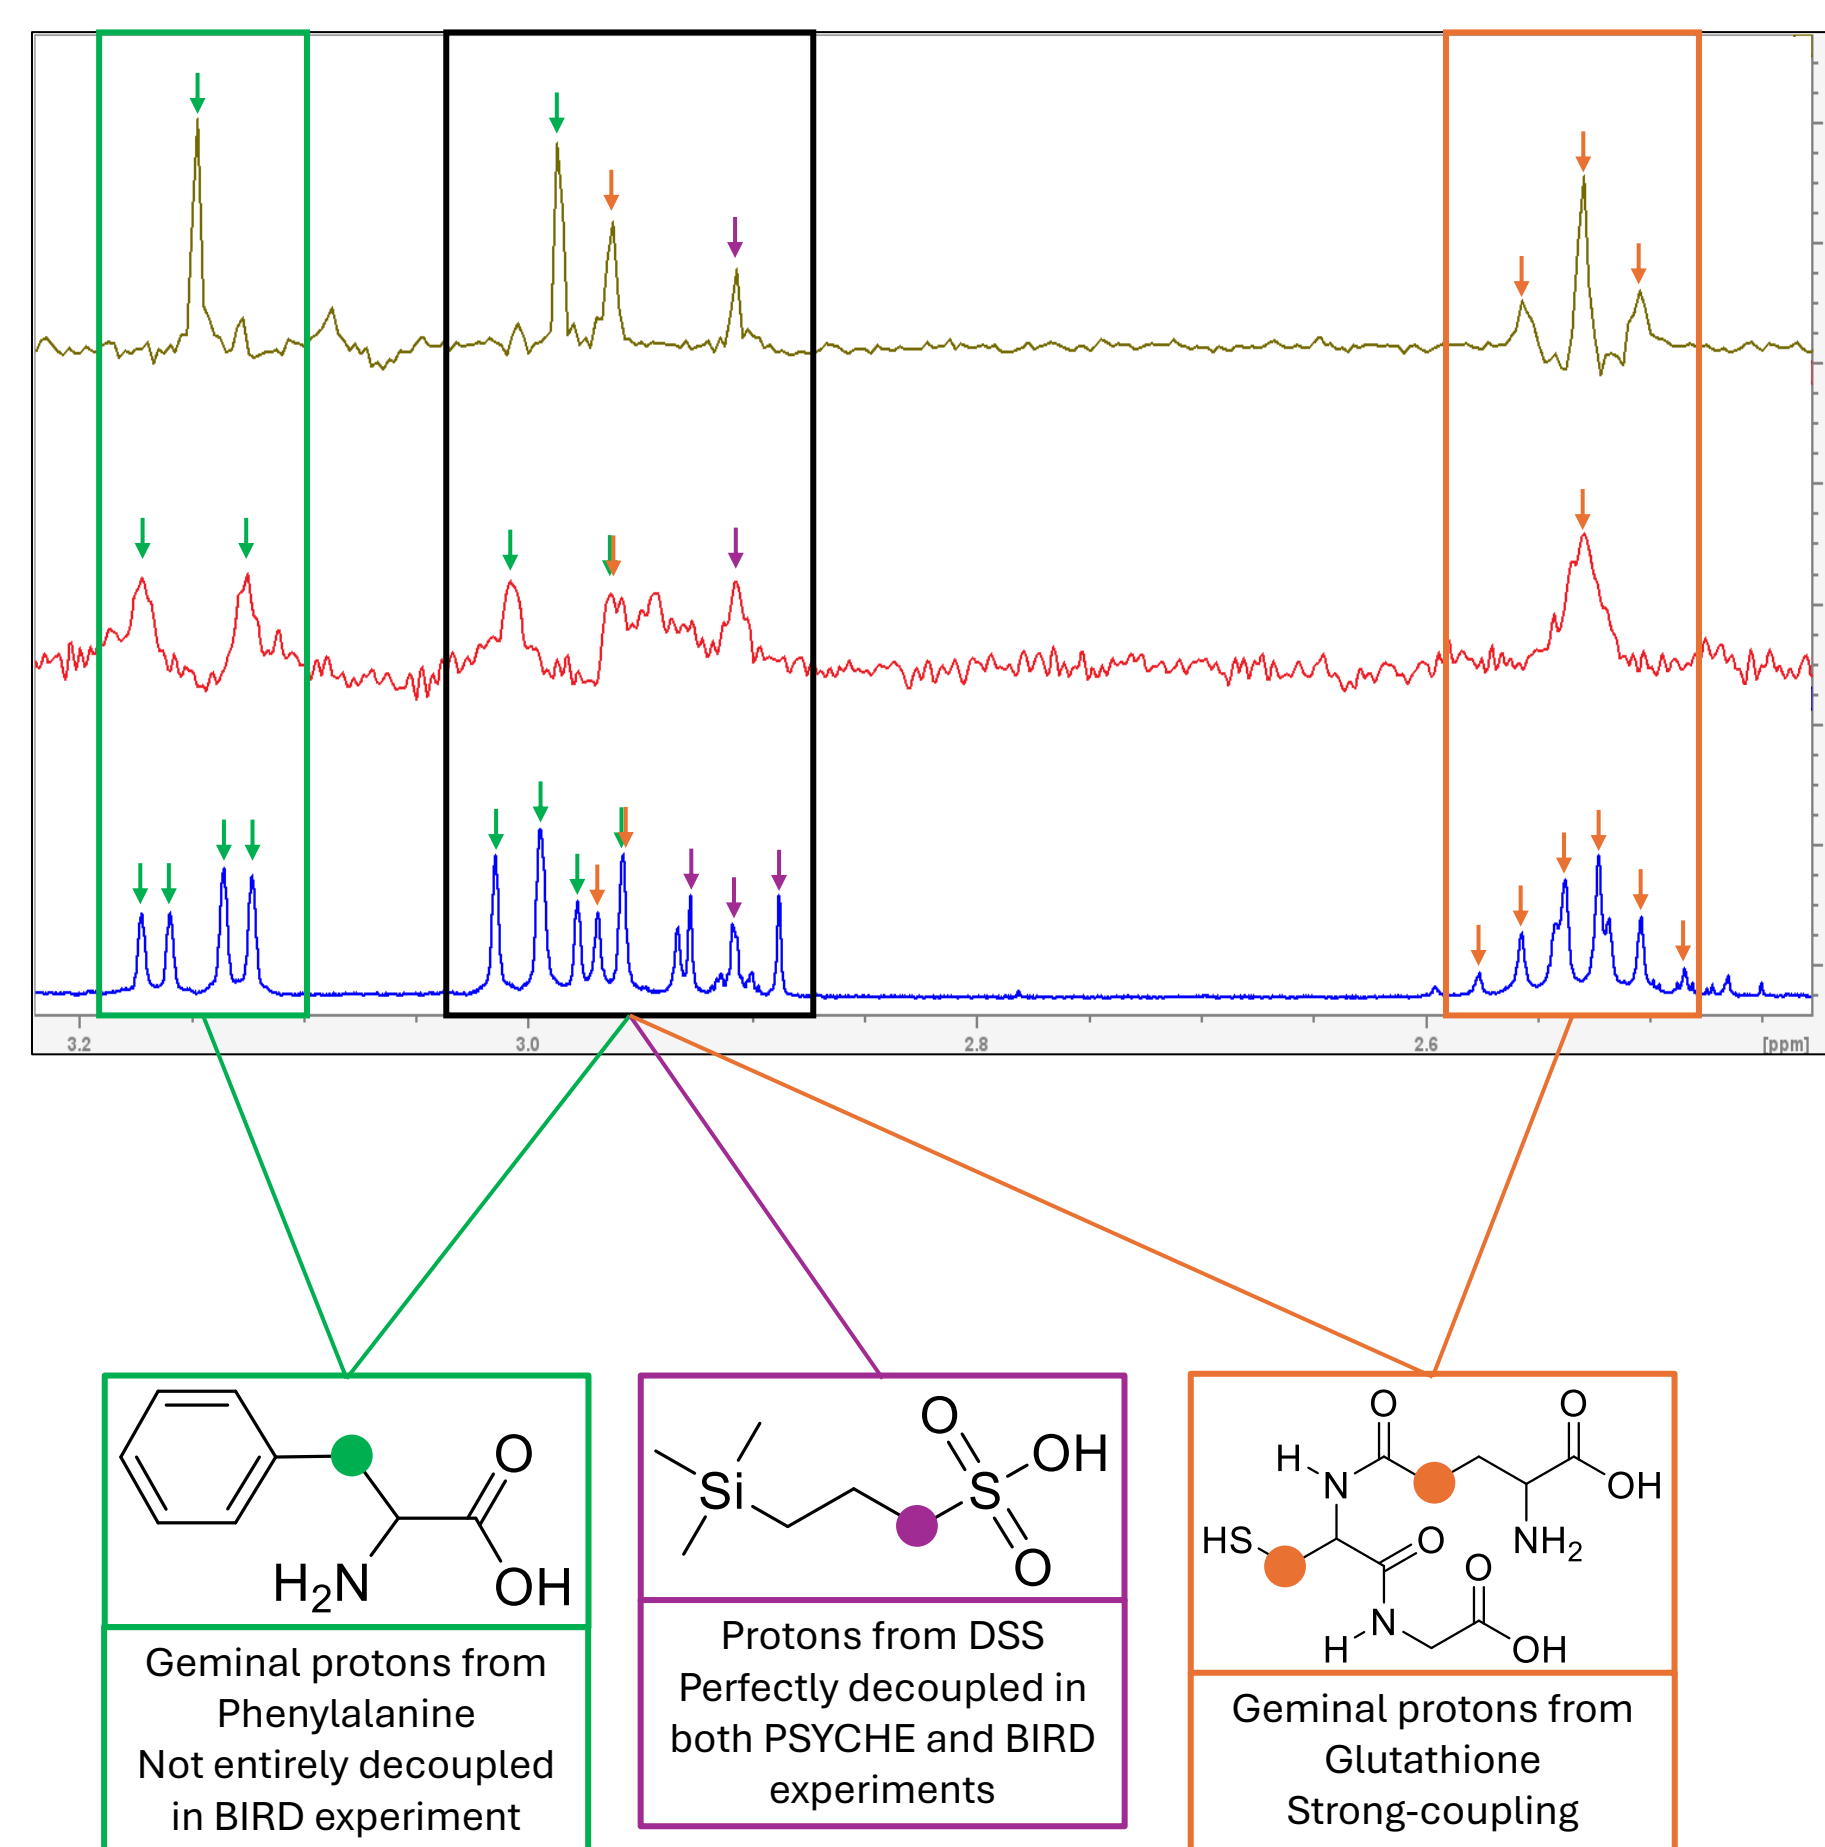 3.2 3.0 2.8 2.6 [ppm]
O
H₂N
OH
Geminal protons from
Phenylalanine
Not entirely decoupled
in BIRD experiment
O
OH
Si
S
O
Protons from DSS
Perfectly decoupled in
both PSYCHE and BIRD
experiments
O O
H
N
OH
HS
O
NH₂
O
N
H
OH
Geminal protons from
Glutathione
Strong-coupling